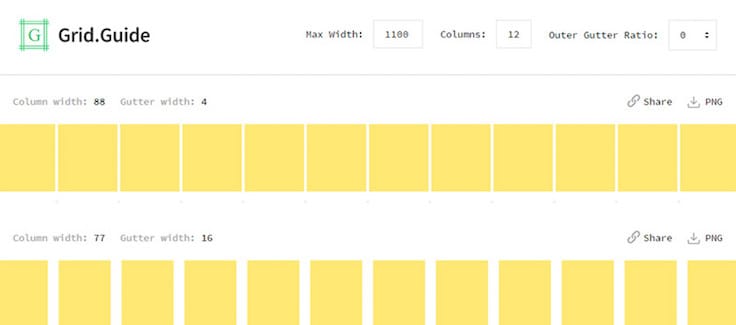 G Grid.Guide Max Width: 1100 Columns: 12 Outer Gutter Ratio: 0
Column width: 88 Gutter width: 4 Share PNG
Column width: 77 Gutter width: 16 Share PNG